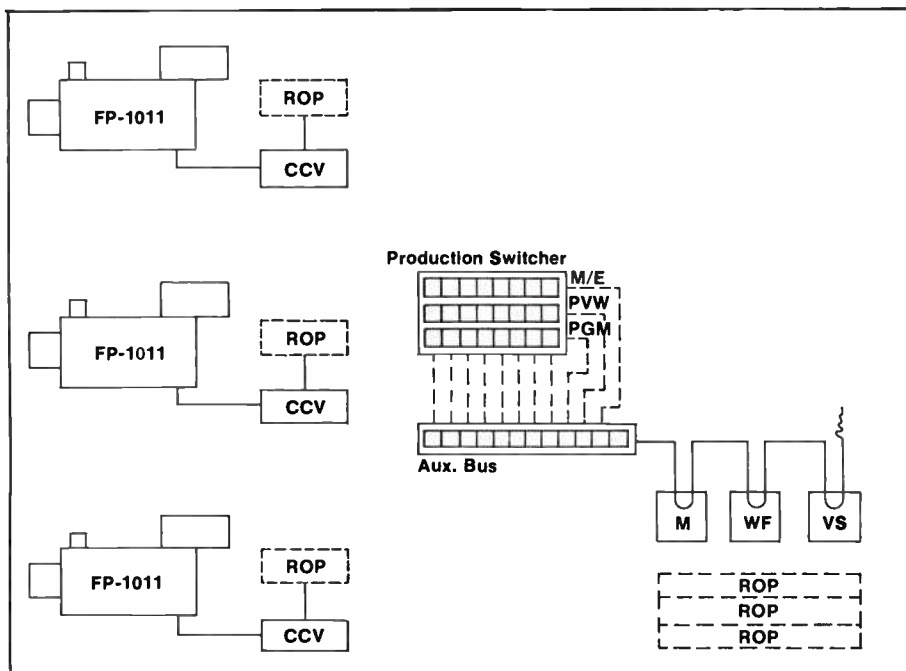 ROP
FP-1011
CCV
Production Switcher
M/E
PVW
PGM
ROP
FP-1011
CCV
Aux. Bus
M WF VS
ROP
FP-1011
CCV
ROP
ROP
ROP